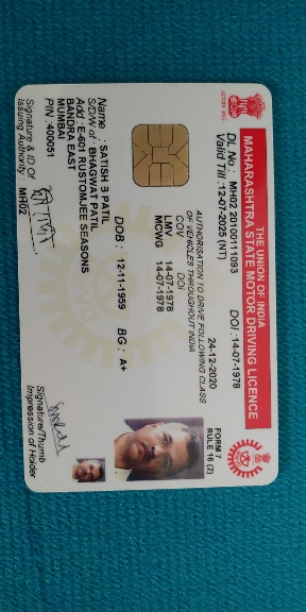 THE UNION OF INDIA
MAHARASHTRA STATE MOTOR DRIVING LICENCE
DL No : MH02 20100111093 DOI :14-07-1978
Valid Till :12-07-2025 (NT) 24-12-2020
FORM 7
RULE 16 (2)
AUTHORISATION TO DRIVE FOLLOWING CLASS
OF VEHICLES THROUGHOUT INDIA
COV DOI
LMV 14-07-1978
MCWG 14-07-1978
DOB : 12-11-1959 BG : A+
Name : SATISH B PATIL
S/D/W of : BHAGWAT PATIL
Add :E-601 RUSTOMJEE SEASONS
BANDRA EAST
MUMBAI
PIN :400051
Signature & ID Of
Issuing Authority : MH02
Signature/Thumb
Impression of Holder